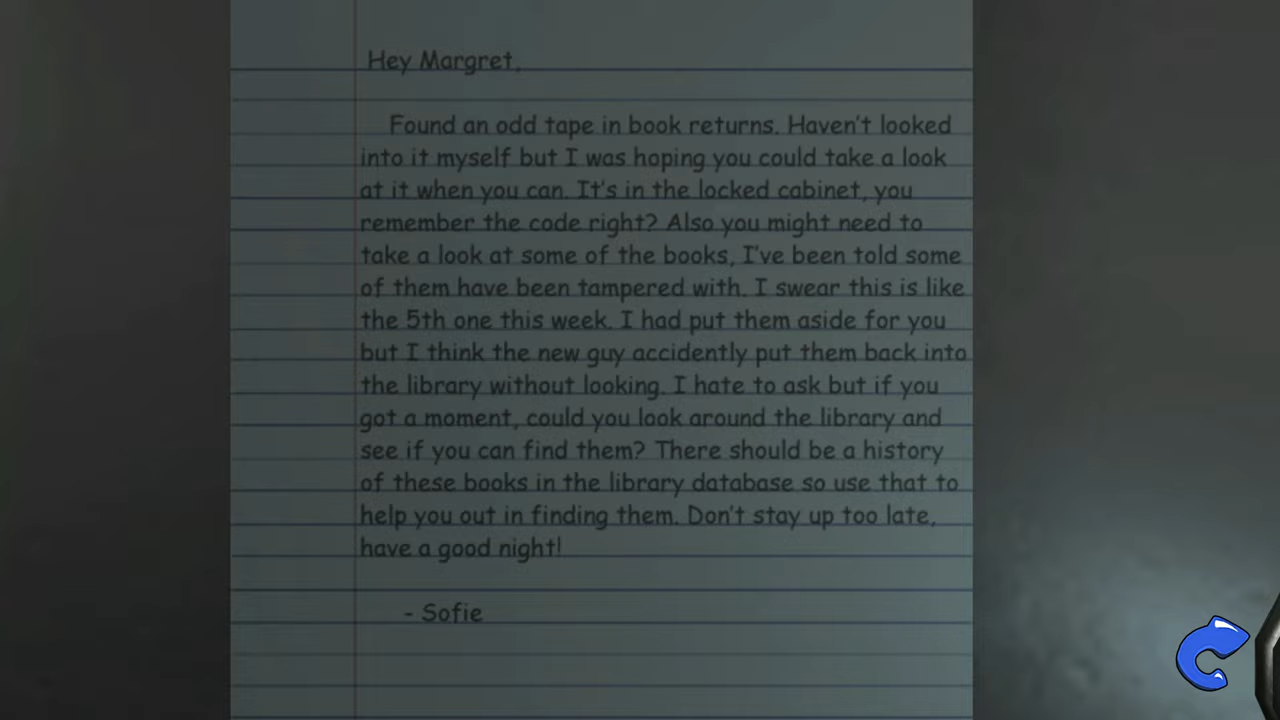 Hey Margret,
Found an odd tape in book returns. Haven't looked
into it myself but I was hoping you could take a look
at it when you can. It's in the locked cabinet, you
remember the code right? Also you might need to
take a look at some of the books, I've been told some
of them have been tampered with. I swear this is like
the 5th one this week. I had put them aside for you
but I think the new guy accidently put them back into
the library without looking. I hate to ask but if you
got a moment, could you look around the library and
see if you can find them? There should be a history
of these books in the library database so use that to
help you out in finding them. Don't stay up too late,
have a good night!
- Sofie